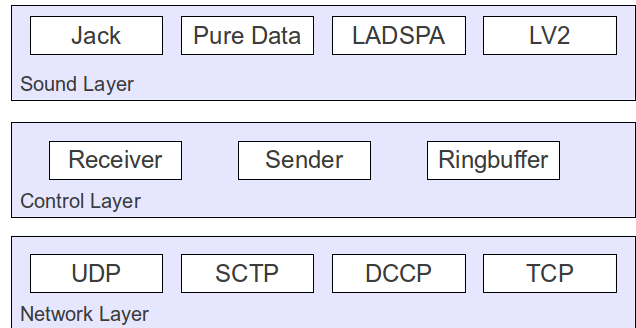 Jack
Pure Data
LADSPA
LV2
Sound Layer
Receiver
Sender
Ringbuffer
Control Layer
UDP
SCTP
DCCP
TCP
Network Layer